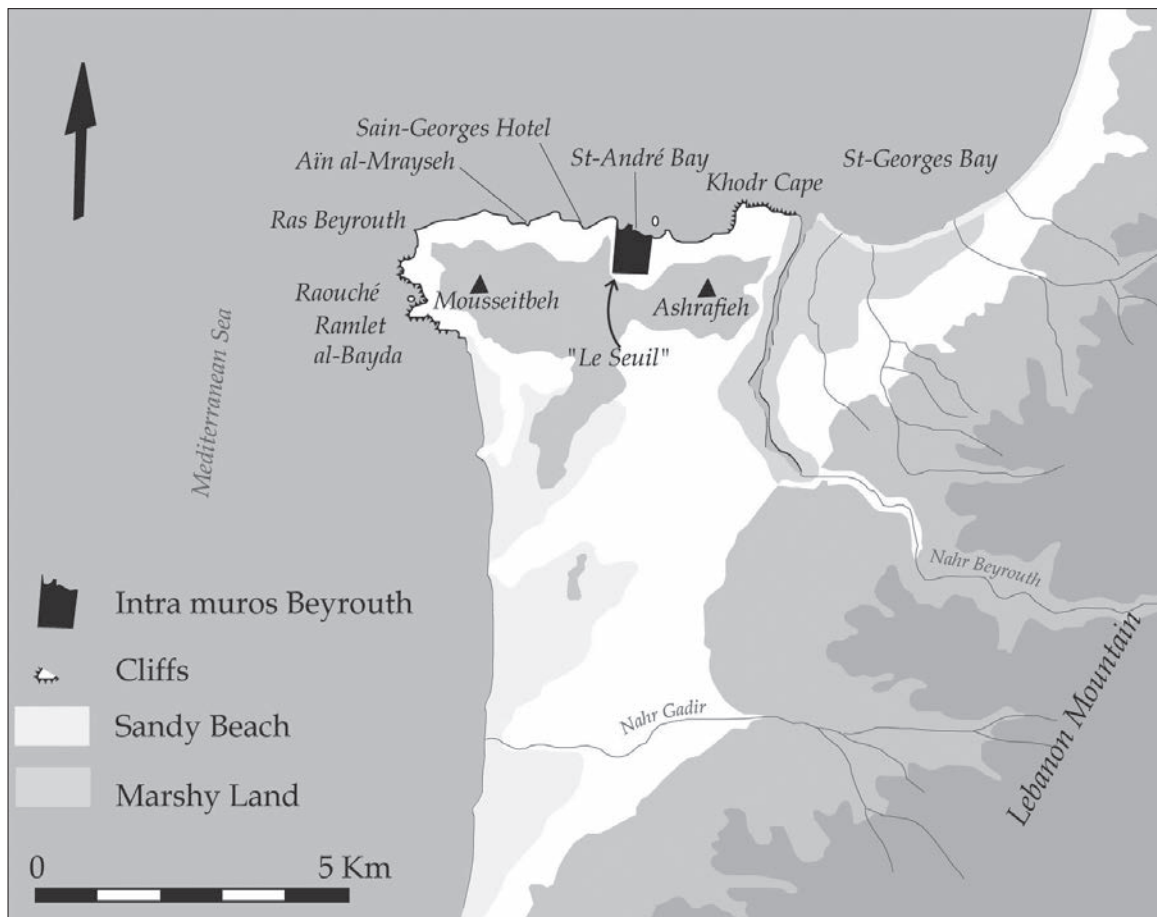 Sain-Georges Hotel
Aïn al-Mrayseh
St-André Bay
St-Georges Bay
Khodr Cape
Ras Beyrouth
Raouché
Mousseitbeh
Ashrafieh
Ramlet
al-Bayda
"Le Seuil"
Mediterranean Sea
Nahr Beyrouth
Intra muros Beyrouth
Cliffs
Sandy Beach
Nahr Gadir
Lebanon Mountain
Marshy Land
0 5 Km